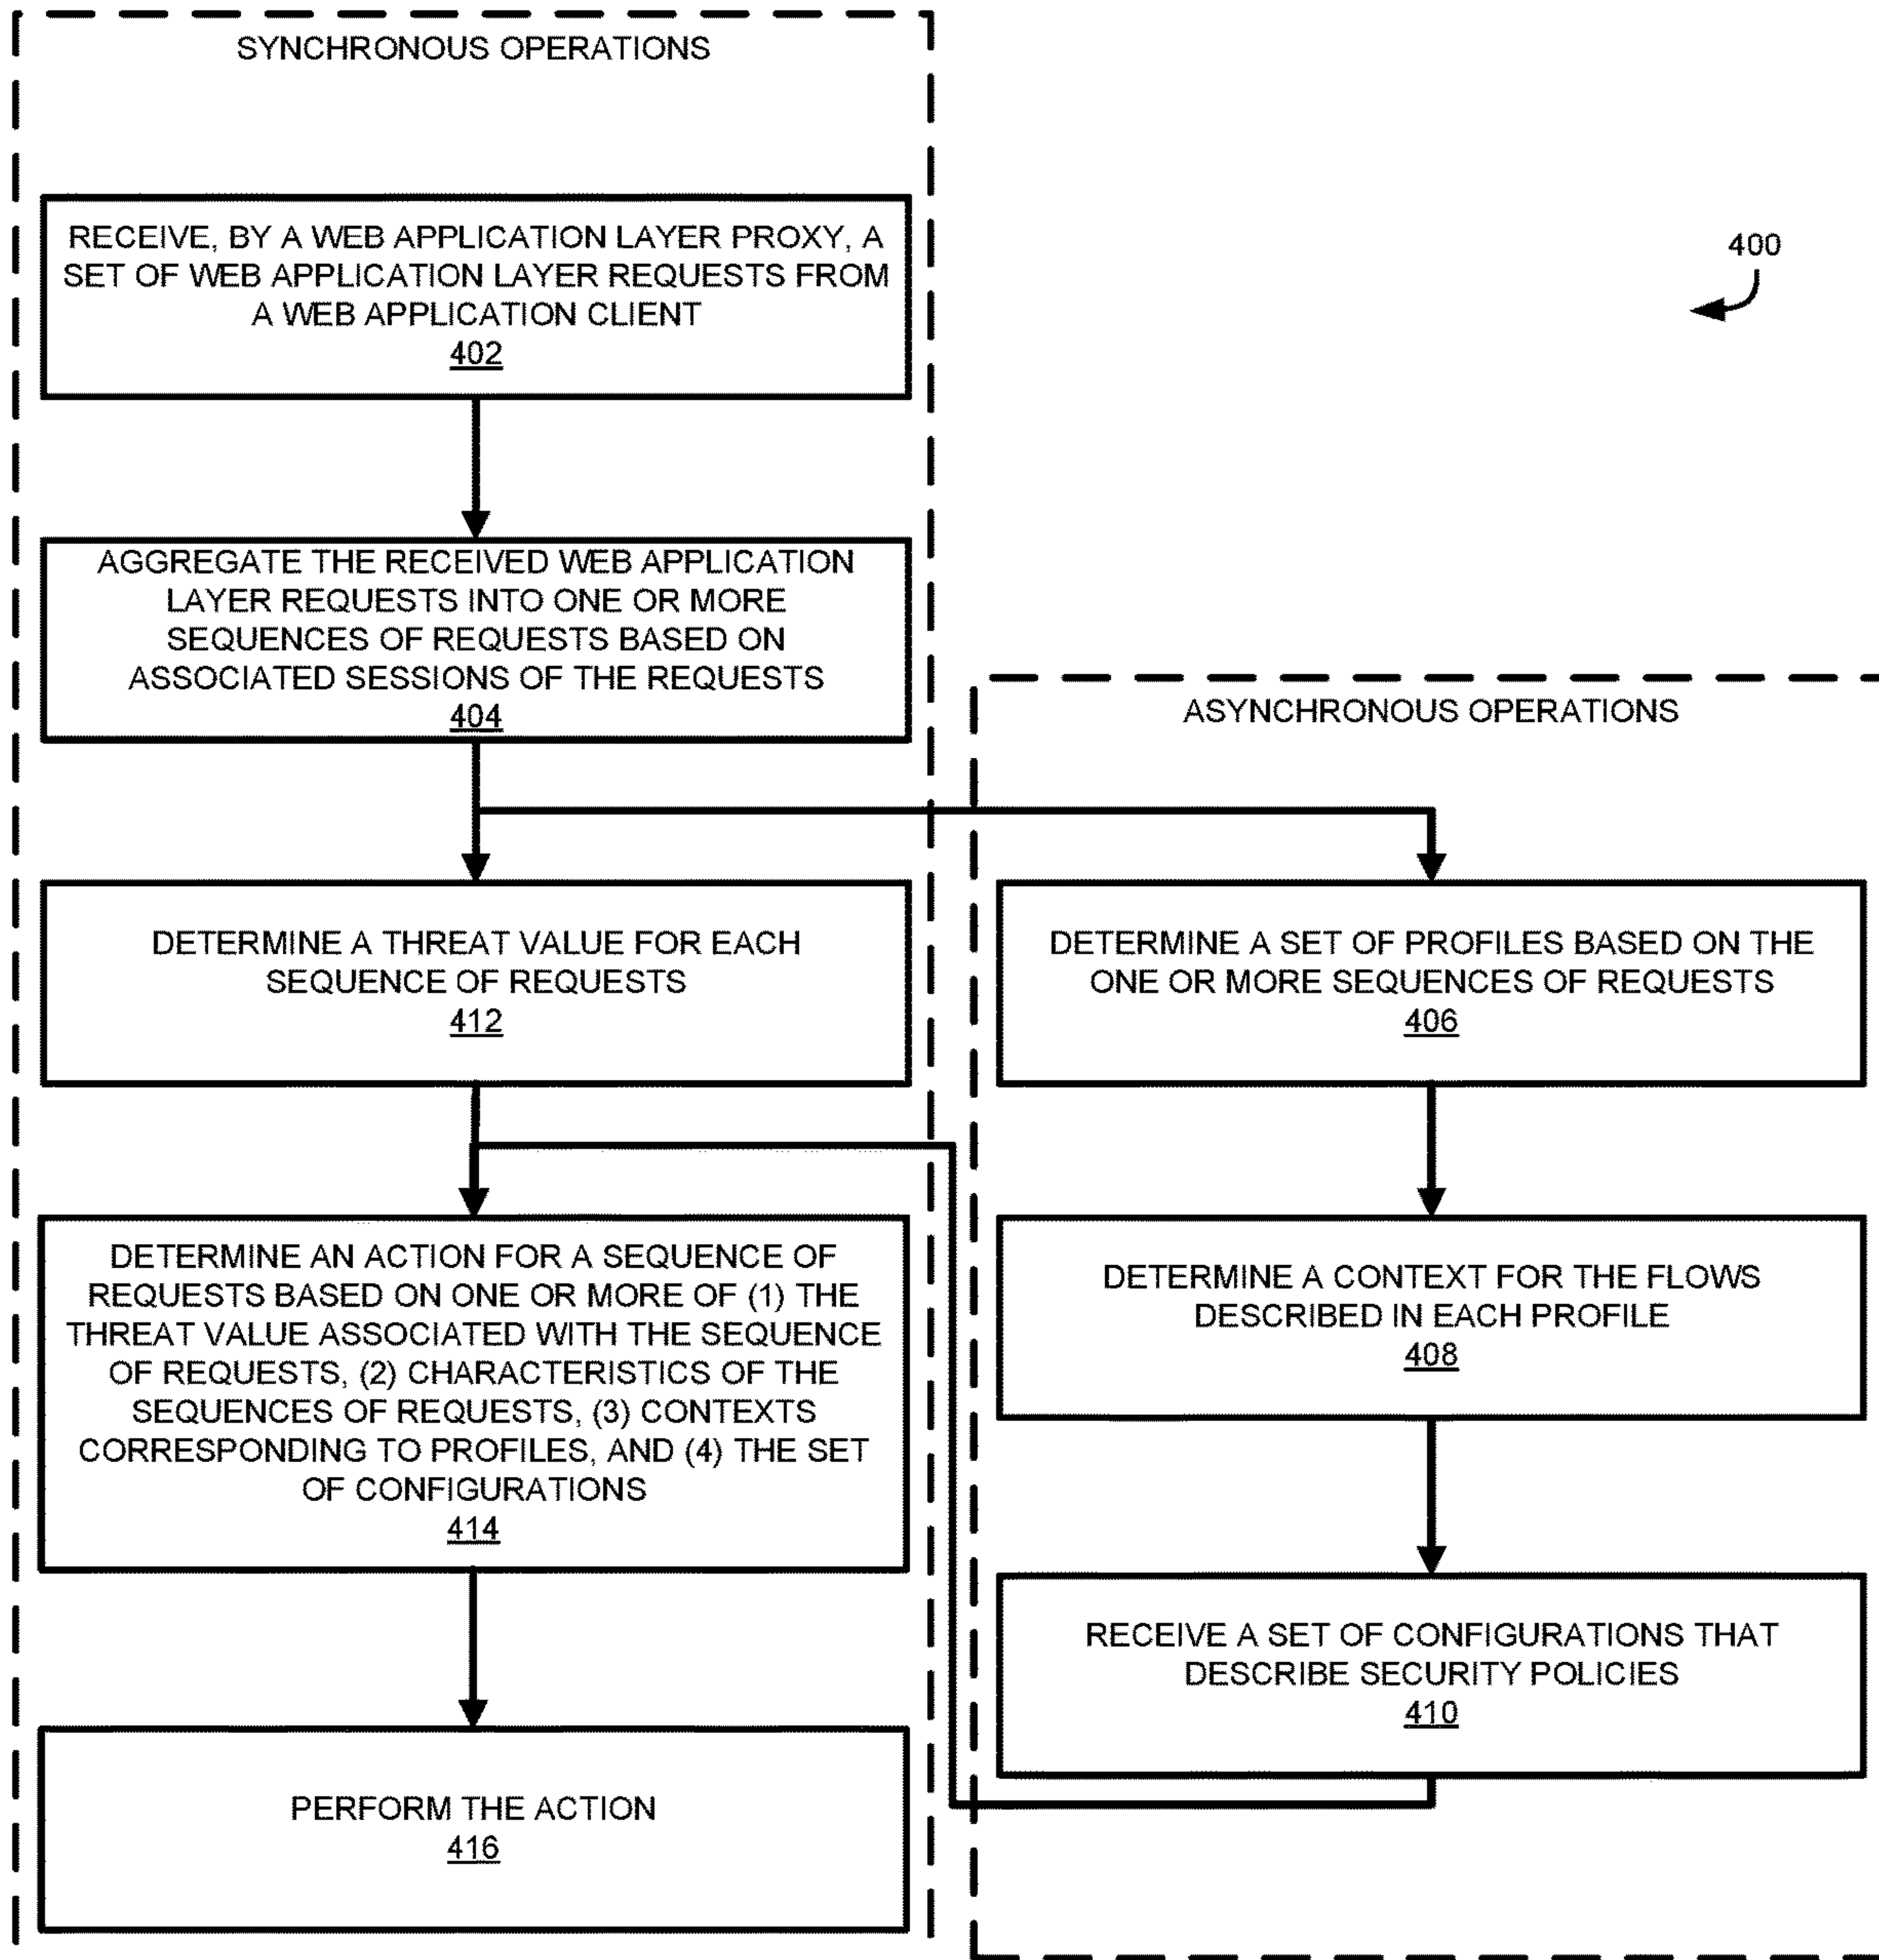 SYNCHRONOUS OPERATIONS
RECEIVE, BY A WEB APPLICATION LAYER PROXY, A
SET OF WEB APPLICATION LAYER REQUESTS FROM
A WEB APPLICATION CLIENT
402
400
AGGREGATE THE RECEIVED WEB APPLICATION
LAYER REQUESTS INTO ONE OR MORE
SEQUENCES OF REQUESTS BASED ON
ASSOCIATED SESSIONS OF THE REQUESTS
404
DETERMINE A THREAT VALUE FOR EACH
SEQUENCE OF REQUESTS
412
DETERMINE AN ACTION FOR A SEQUENCE OF
REQUESTS BASED ON ONE OR MORE OF (1) THE
THREAT VALUE ASSOCIATED WITH THE SEQUENCE
OF REQUESTS, (2) CHARACTERISTICS OF THE
SEQUENCES OF REQUESTS, (3) CONTEXTS
CORRESPONDING TO PROFILES, AND (4) THE SET
OF CONFIGURATIONS
414
PERFORM THE ACTION
416
ASYNCHRONOUS OPERATIONS
DETERMINE A SET OF PROFILES BASED ON THE
ONE OR MORE SEQUENCES OF REQUESTS
406
DETERMINE A CONTEXT FOR THE FLOWS
DESCRIBED IN EACH PROFILE
408
RECEIVE A SET OF CONFIGURATIONS THAT
DESCRIBE SECURITY POLICIES
410